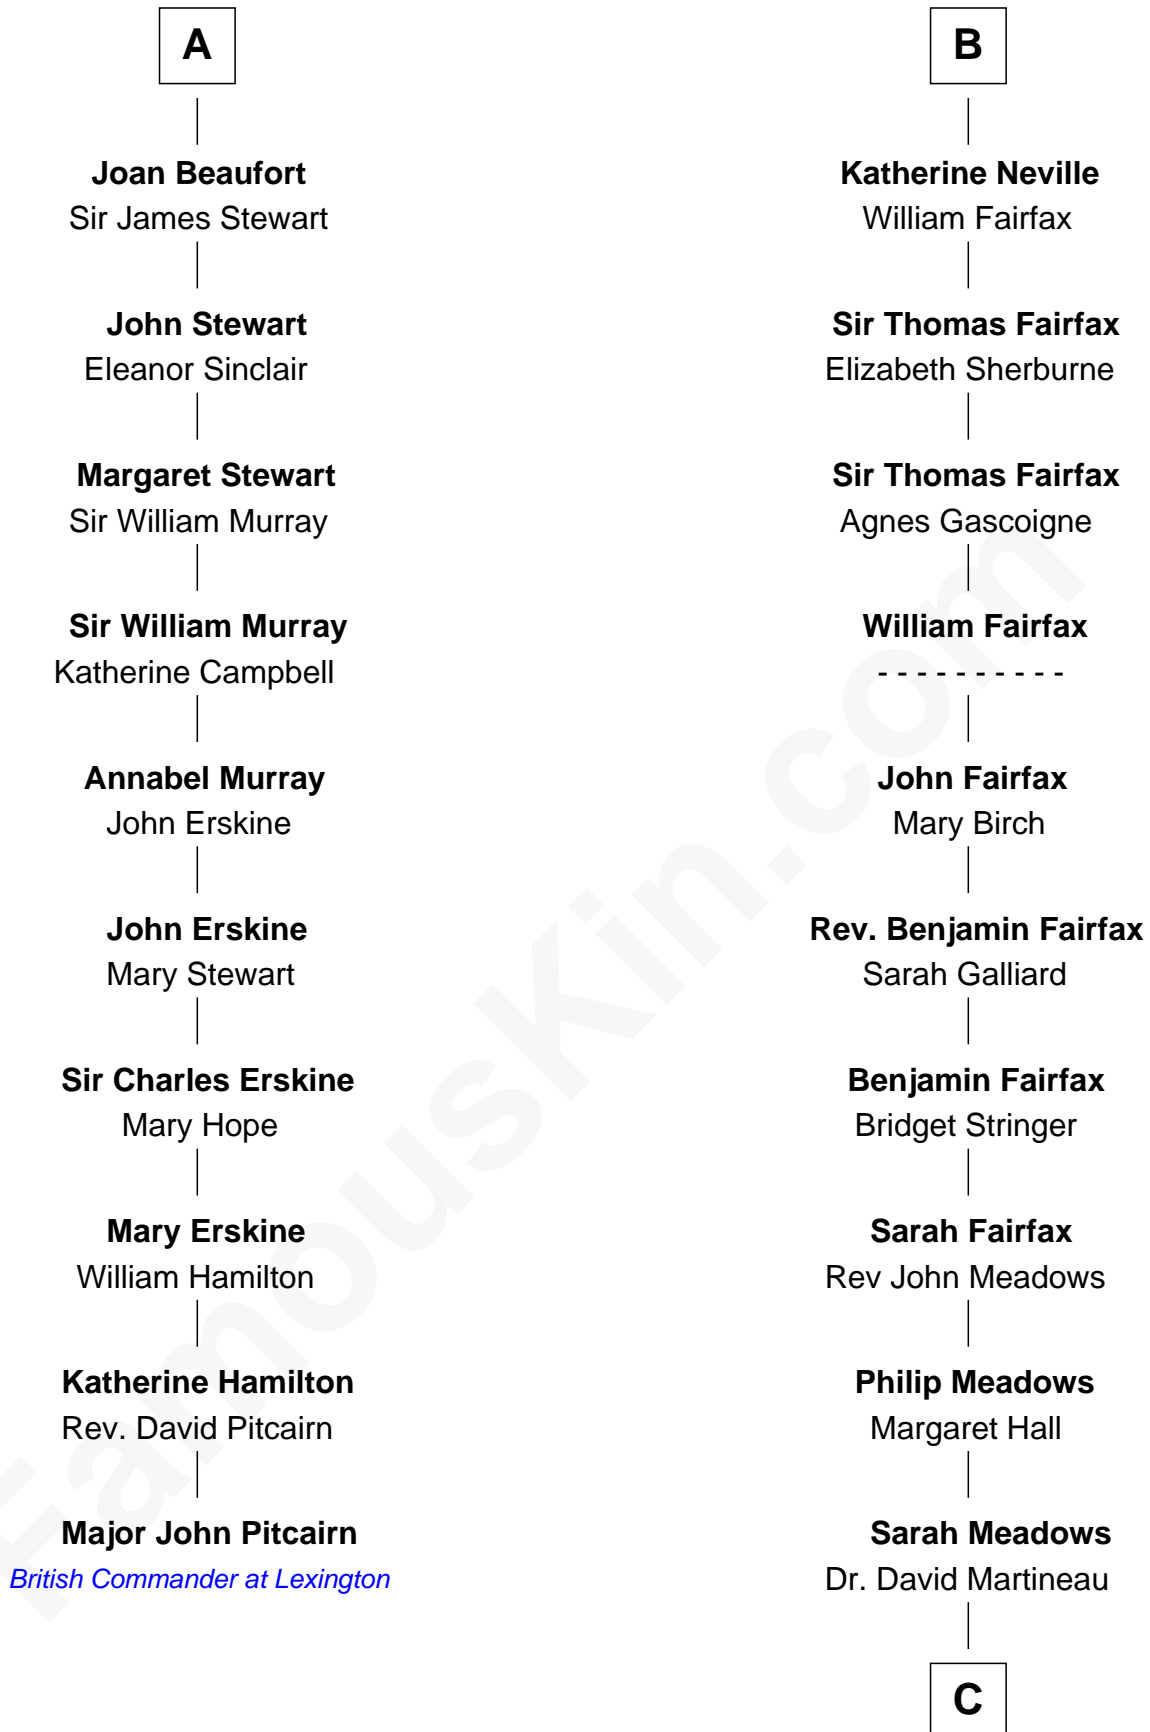 A
Joan Beaufort
Sir James Stewart
John Stewart
Eleanor Sinclair
Margaret Stewart
Sir William Murray
Sir William Murray
Katherine Campbell
Annabel Murray
John Erskine
John Erskine
Mary Stewart
Sir Charles Erskine
Mary Hope
Mary Erskine
William Hamilton
Katherine Hamilton
Rev. David Pitcairn
Major John Pitcairn
British Commander at Lexington
B
Katherine Neville
William Fairfax
Sir Thomas Fairfax
Elizabeth Sherburne
Sir Thomas Fairfax
Agnes Gascoigne
William Fairfax
- - - - - - - - - -
John Fairfax
Mary Birch
Rev. Benjamin Fairfax
Sarah Galliard
Benjamin Fairfax
Bridget Stringer
Sarah Fairfax
Rev John Meadows
Philip Meadows
Margaret Hall
Sarah Meadows
Dr. David Martineau
C
FamousKin.com